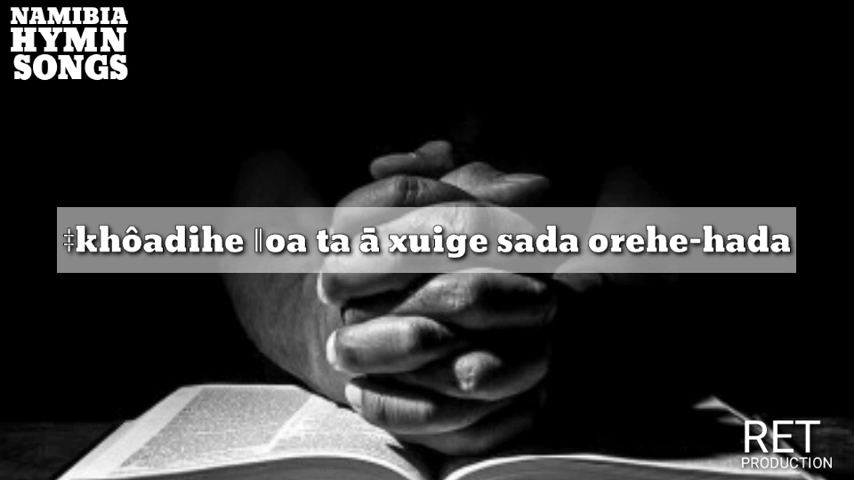 NAMIBIA
HYMN
SONGS
ǂkhôadihe ǁoa ta ā xuige sada orehe-hada
RET
PRODUCTION